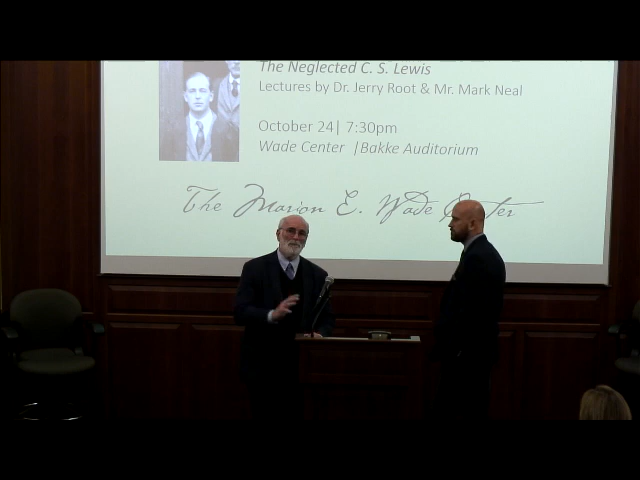 The Neglected C. S. Lewis
Lectures by Dr. Jerry Root & Mr. Mark Neal
October 24| 7:30pm
Wade Center |Bakke Auditorium
The Marion E. Wade Center